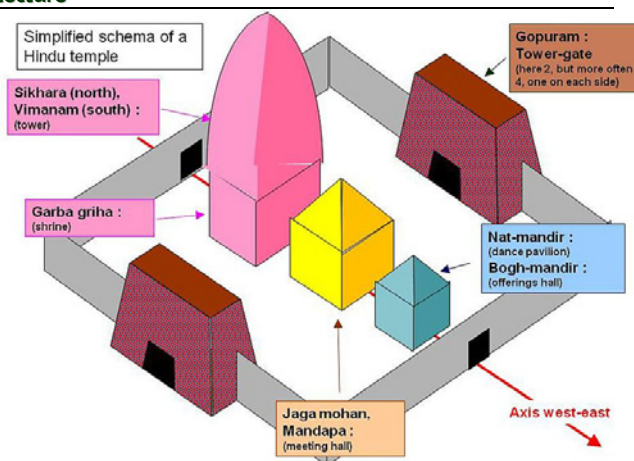 Simplified schema of a
Hindu temple
Gopuram :
Tower-gate
(here 2, but more often
4, one on each side)
Sikhara (north),
Vimanam (south) :
(tower)
Garba griha :
(shrine)
Nat-mandir :
(dance pavilion)
Bogh-mandir :
(offerings hall)
Jaga mohan,
Mandapa :
(meeting hall)
Axis west-east